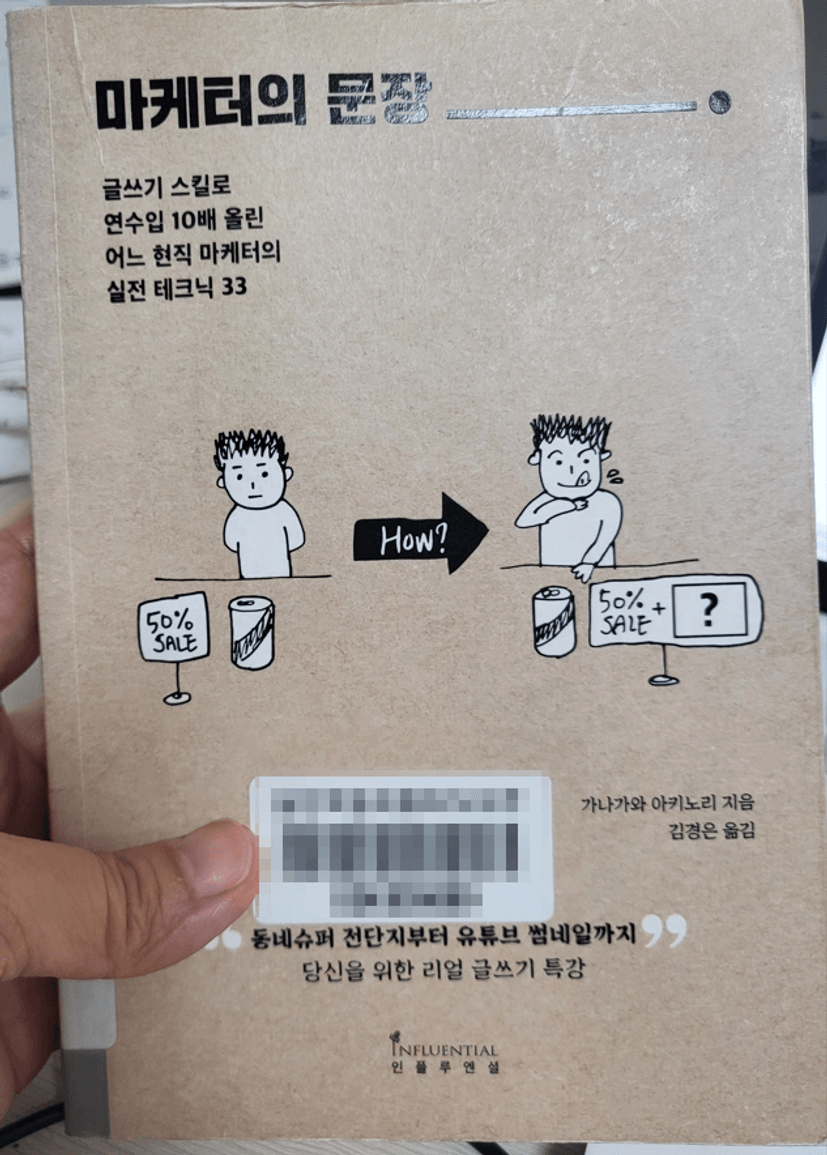 마케터의 문장
글쓰기 스킬로
연수입 10배 올린
어느 현직 마케터의
실전 테크닉 33
How?
50%
SALE
50%
SALE
+
?
가나가와 아키노리 지음
김경은 옮김
“동네슈퍼 전단지부터 유튜브 썸네일까지”
당신을 위한 리얼 글쓰기 특강
INFLUENTIAL
인플루엔셜